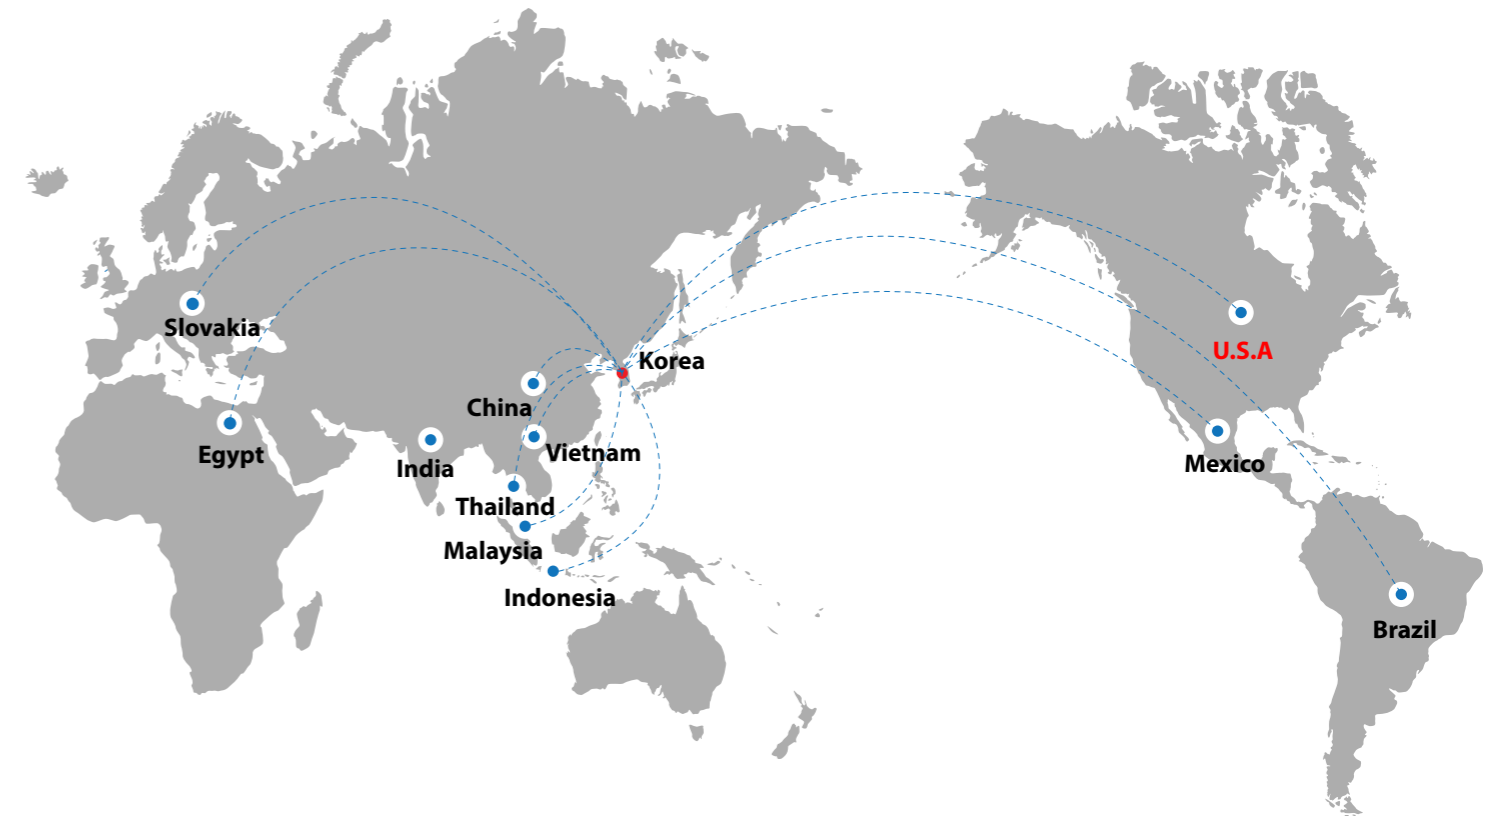 Slovakia
Korea
U.S.A
China
Egypt
India
Vietnam
Mexico
Thailand
Malaysia
Indonesia
Brazil